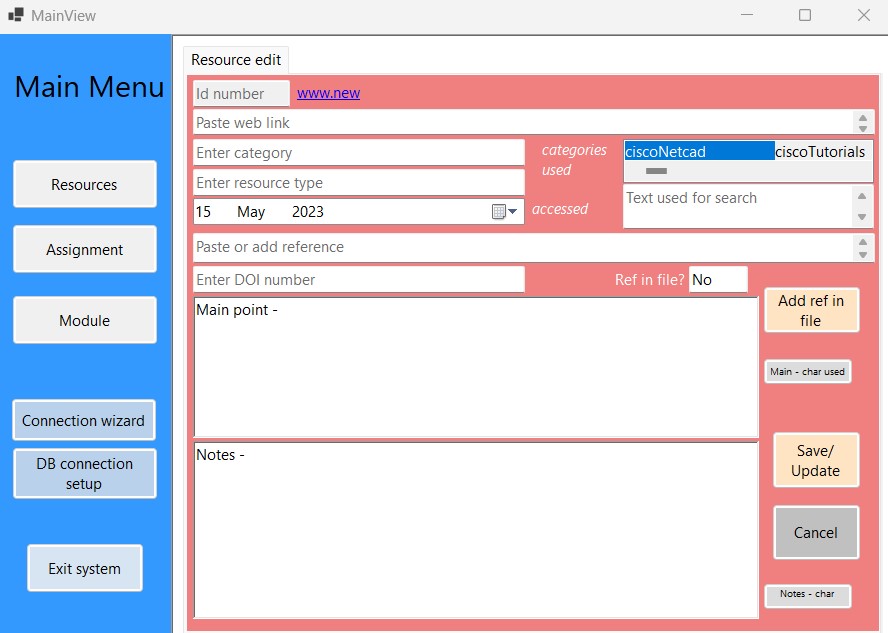 MainView
Main Menu
Resources
Assignment
Module
Connection wizard
DB connection
setup
Exit system
Resource edit
Id number www.new
Paste web link
Enter category
categories
used
ciscoNetcad ciscoTutorials
Enter resource type
Text used for search
15 May 2023
accessed
Paste or add reference
Enter DOI number
Ref in file? No
Main point -
Add ref in
file
Main - char used
Notes -
Save/
Update
Cancel
Notes - char